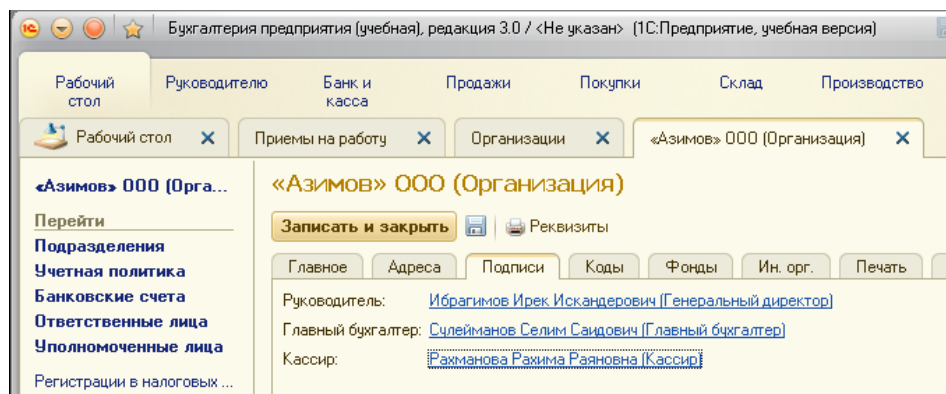 Бухгалтерия предприятия (учебная), редакция 3.0 / <Не указан> (1С:Предприятие, учебная версия)
Рабочий стол Руководителю Банк и касса Продажи Покупки Склад Производство
Рабочий стол Приемы на работу Организации «Азимов» ООО (Организация)
«Азимов» ООО (Орга... «Азимов» ООО (Организация)
Перейти Записать и закрыть Реквизиты
Подразделения
Учетная политика Главное Адреса Подписи Коды Фонды Ин. орг. Печать
Банковские счета Руководитель: Ибрагимов Ирек Искандерович (Генеральный директор)
Ответственные лица Главный бухгалтер: Сулейманов Селим Саидович (Главный бухгалтер)
Уполномоченные лица Кассир: Рахманова Рахима Раяновна (Кассир)
Регистрации в налоговых ...